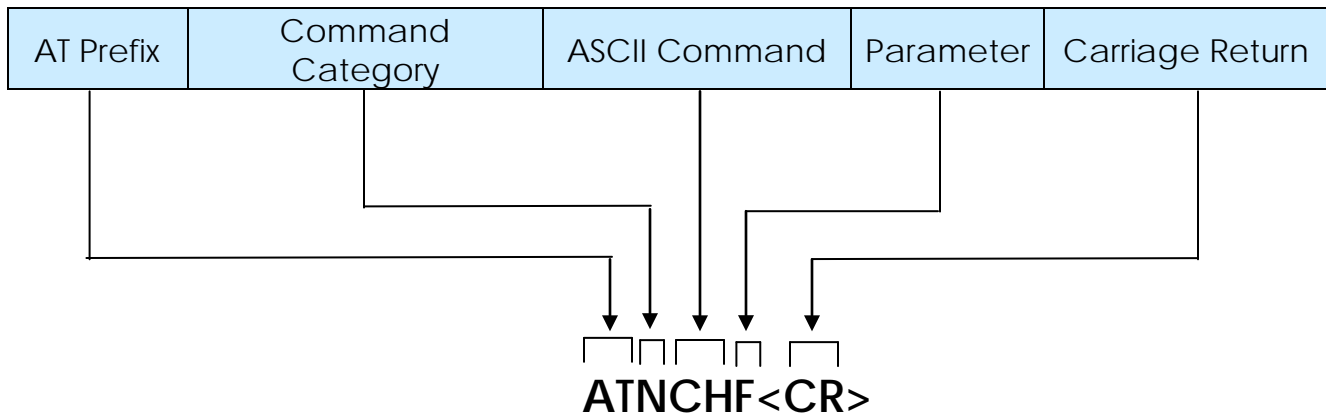 AT Prefix
Command
Category
ASCII Command
Parameter
Carriage Return
ATNCHF<CR>